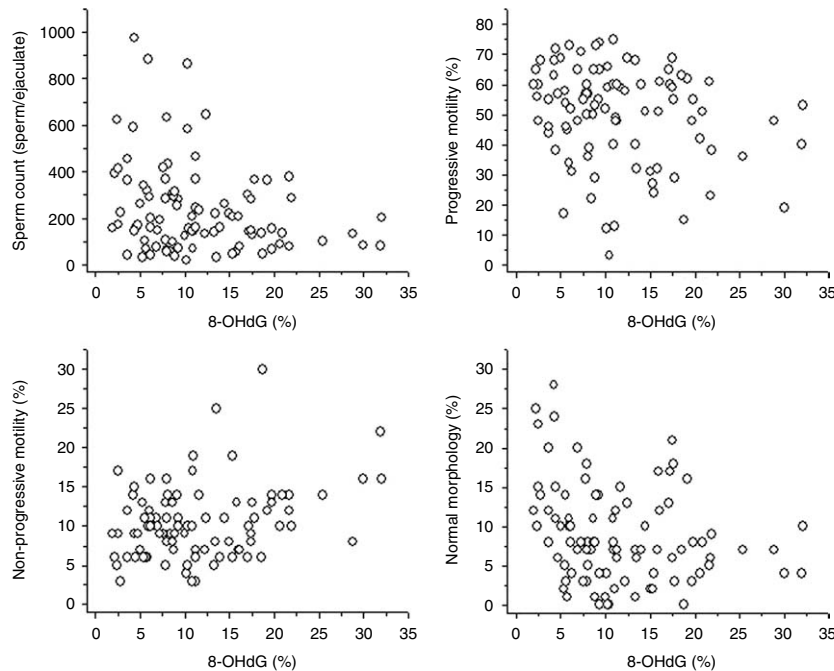 Sperm count (sperm/ejaculate)
1000
800
600
400
200
0
0 5 10 15 20 25 30 35
8-OHdG (%)
Progressive motility (%)
80
70
60
50
40
30
20
10
0
0 5 10 15 20 25 30 35
8-OHdG (%)
Non-progressive motility (%)
30
25
20
15
10
5
0
0 5 10 15 20 25 30 35
8-OHdG (%)
Normal morphology (%)
30
25
20
15
10
5
0
0 5 10 15 20 25 30 35
8-OHdG (%)